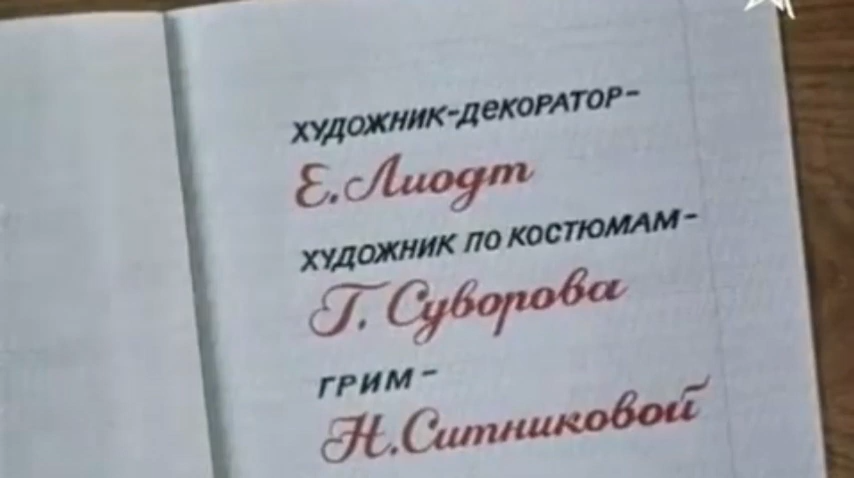 ХУДОЖНИК-ДЕКОРАТОР-
Е. Лиодт
ХУДОЖНИК ПО КОСТЮМАМ-
Г. Суворова
ГРИМ-
Н. Ситниковой